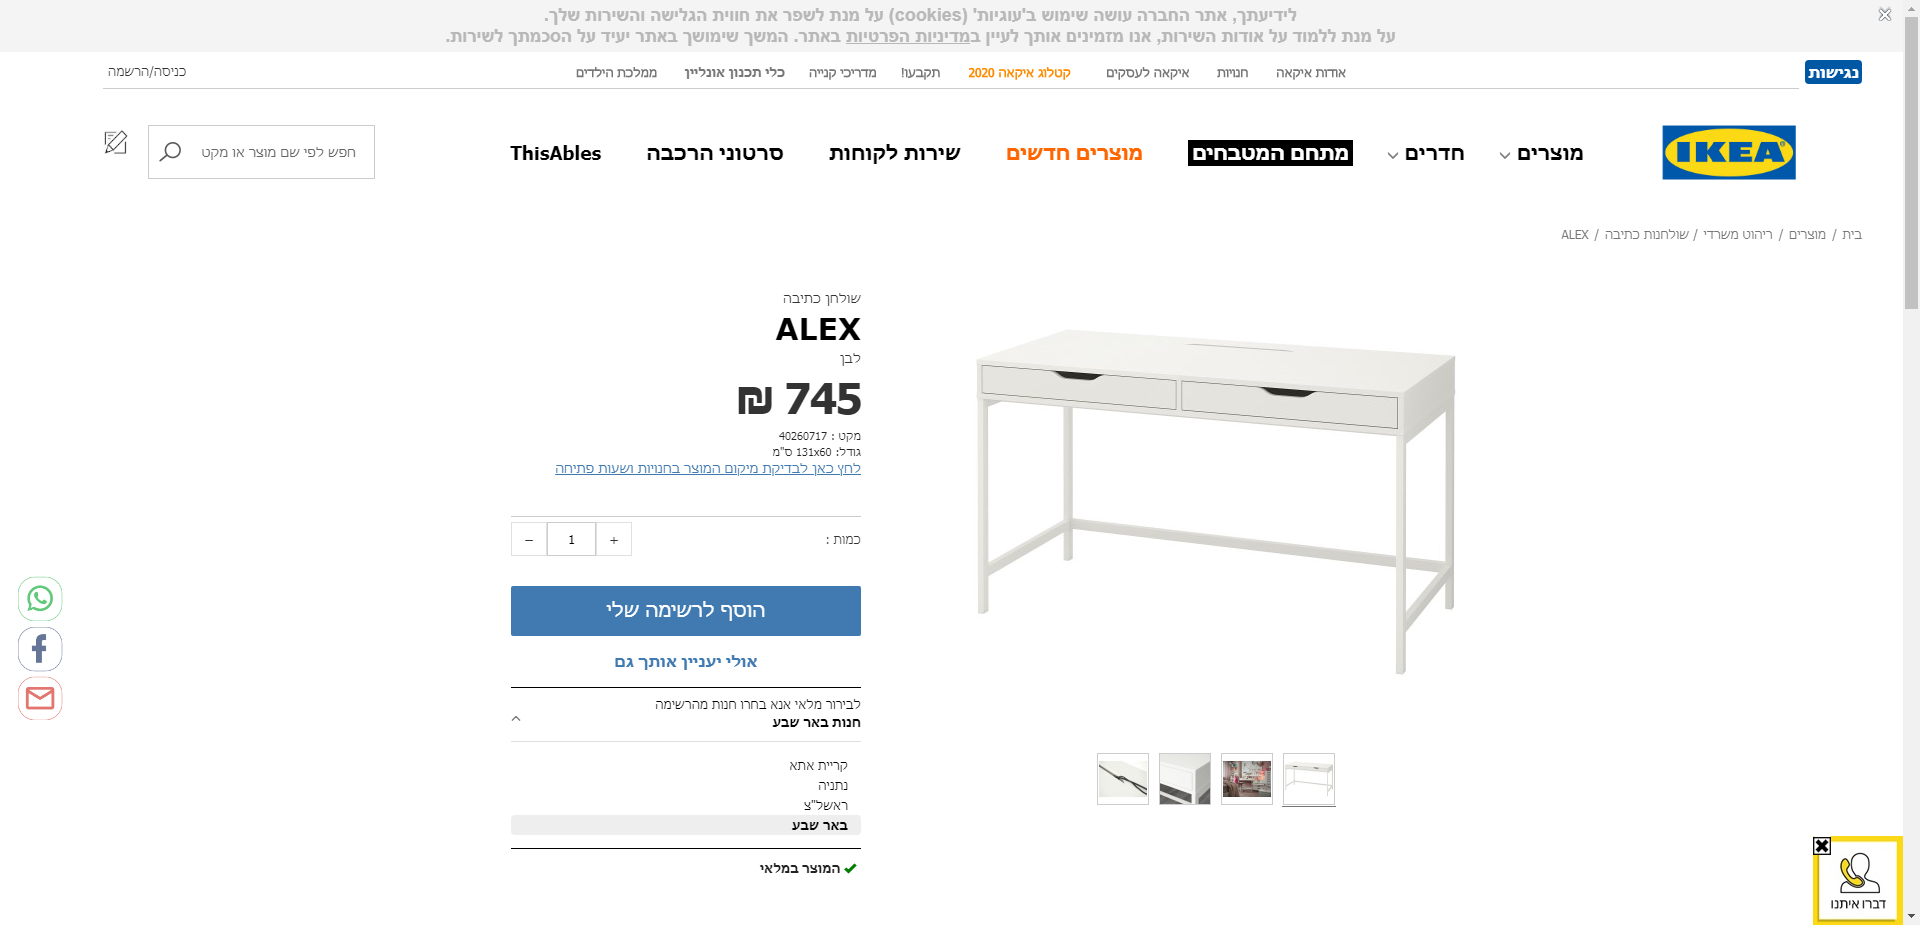 לידיעתך, אתר החברה עושה שימוש ב'עוגיות' (cookies) על מנת לשפר את חווית הגלישה והשירות שלך.
על מנת ללמוד על אודות השירות, אנו מזמינים אותך לעיין במדיניות הפרטיות באתר. המשך שימושך באתר יעיד על הסכמתך לשירות.
נגישות
אודות איקאה
חנויות
איקאה לעסקים
קטלוג איקאה 2020
תקבעו!
מדריכי קנייה
כלי תכנון אונליין
ממלכת הילדים
כניסה/הרשמה
IKEA
מוצרים
חדרים
מתחם המטבחים
מוצרים חדשים
שירות לקוחות
סרטוני הרכבה
ThisAbles
חפש לפי שם מוצר או מקט
בית / מוצרים / ריהוט משרדי / שולחנות כתיבה / ALEX
שולחן כתיבה
ALEX
לבן
745 ₪
מקט : 40260717
גודל: 131x60 ס"מ
לחץ כאן לבדיקת מיקום המוצר בחנויות ושעות פתיחה
כמות :
+ 1 −
הוסף לרשימה שלי
אולי יעניין אותך גם
לבירור מלאי אנא בחרו חנות מהרשימה
חנות באר שבע
קריית אתא
נתניה
ראשל"צ
באר שבע
המוצר במלאי
דברו איתנו